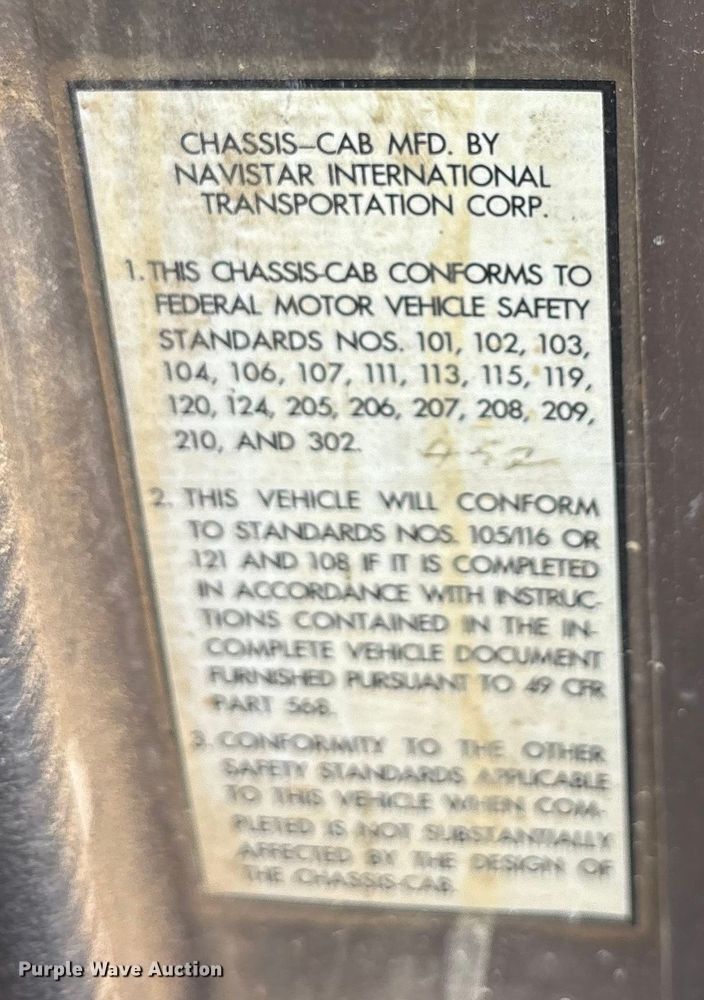 CHASSIS-CAB MFD. BY
NAVISTAR INTERNATIONAL
TRANSPORTATION CORP.
1. THIS CHASSIS-CAB CONFORMS TO
FEDERAL MOTOR VEHICLE SAFETY
STANDARDS NOS. 101, 102, 103,
104, 106, 107, 111, 113, 115, 119,
120, 124, 205, 206, 207, 208, 209,
210, AND 302.
452
2. THIS VEHICLE WILL CONFORM
TO STANDARDS NOS. 105/116 OR
121 AND 108 IF IT IS COMPLETED
IN ACCORDANCE WITH INSTRUC-
TIONS CONTAINED IN THE IN-
COMPLETE VEHICLE DOCUMENT
FURNISHED PURSUANT TO 49 CFR
PART 568.
3. CONFORMITY TO THE OTHER
SAFETY STANDARDS APPLICABLE
TO THIS VEHICLE WHEN COM-
PLETED IS NOT SUBSTANTIALLY
AFFECTED BY THE DESIGN OF
THE CHASSIS-CAB.
Purple Wave Auction